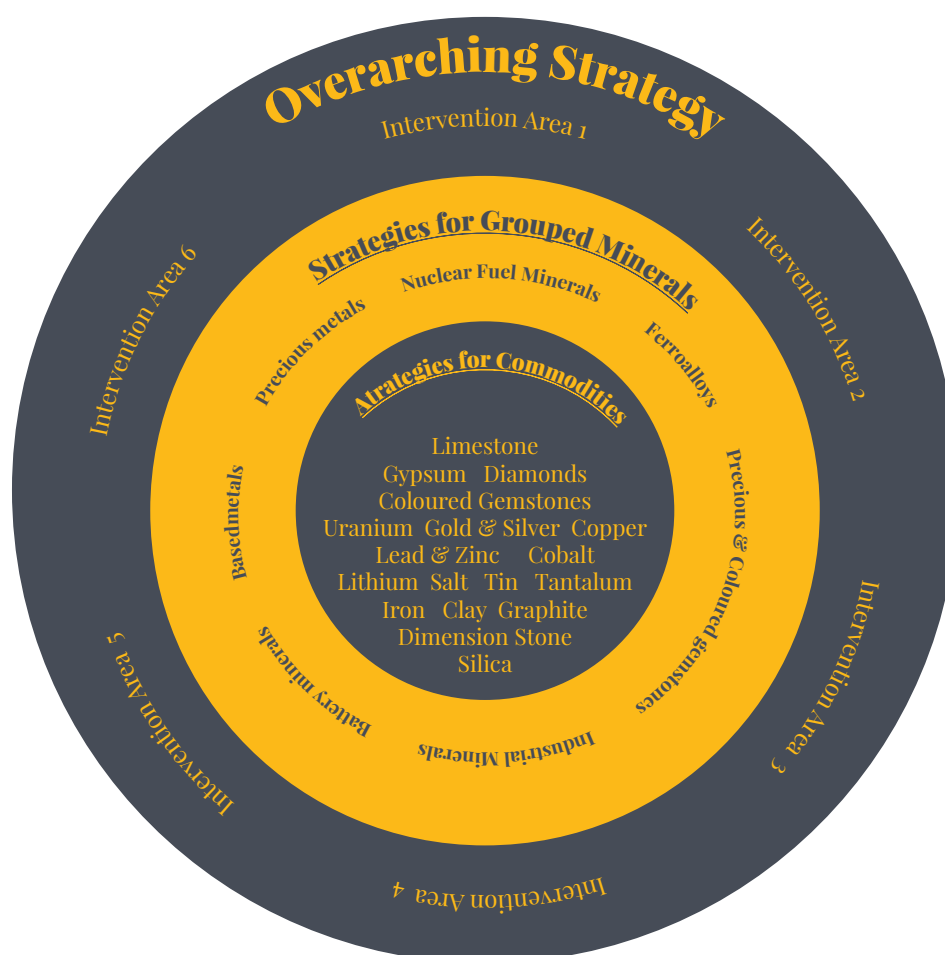 Overarching Strategy
Intervention Area 1
Intervention Area 2
Intervention Area 3
Intervention Area 4
Intervention Area 5
Intervention Area 6
Strategies for Grouped Minerals
Nuclear Fuel Minerals
Ferroalloys
Precious & Coloured gemstones
Industrial Minerals
Battery minerals
Basedmetals
Precious metals
Atrategies for Commodities
Limestone
Gypsum Diamonds
Coloured Gemstones
Uranium Gold & Silver Copper
Lead & Zinc Cobalt
Lithium Salt Tin Tantalum
Iron Clay Graphite
Dimension Stone
Silica